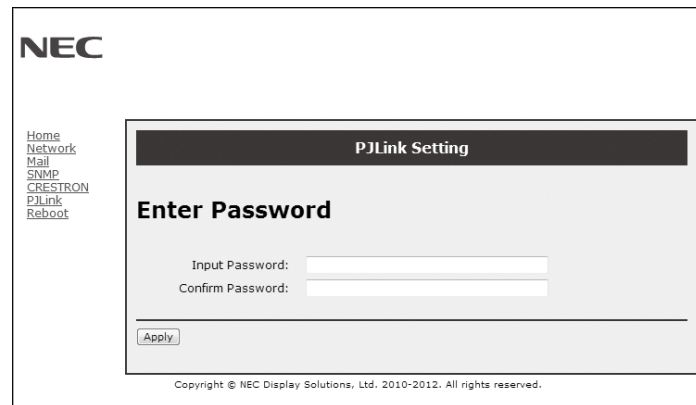 NEC
Home
Network
Mail
SNMP
CRESTRON
PJLink
Reboot
PJLink Setting
Enter Password
Input Password:
Confirm Password:
Apply
Copyright © NEC Display Solutions, Ltd. 2010-2012. All rights reserved.